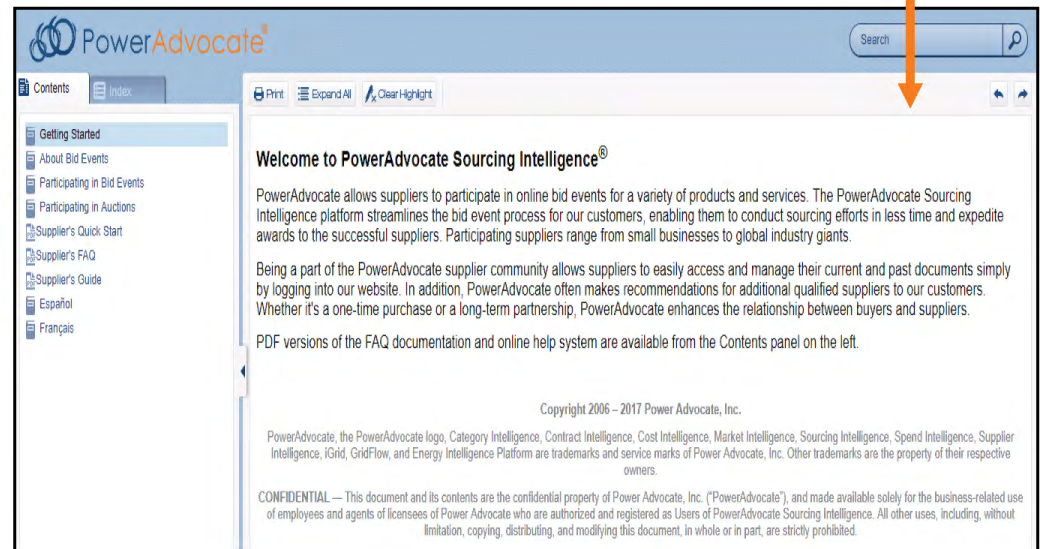 PowerAdvocate®
Search
Contents
Index
Print
Expand All
Clear Highlight
Getting Started
About Bid Events
Participating in Bid Events
Participating in Auctions
Supplier's Quick Start
Supplier's FAQ
Supplier's Guide
Español
Français
Welcome to PowerAdvocate Sourcing Intelligence®
PowerAdvocate allows suppliers to participate in online bid events for a variety of products and services. The PowerAdvocate Sourcing
Intelligence platform streamlines the bid event process for our customers, enabling them to conduct sourcing efforts in less time and expedite
awards to the successful suppliers. Participating suppliers range from small businesses to global industry giants.
Being a part of the PowerAdvocate supplier community allows suppliers to easily access and manage their current and past documents simply
by logging into our website. In addition, PowerAdvocate often makes recommendations for additional qualified suppliers to our customers.
Whether it's a one-time purchase or a long-term partnership, PowerAdvocate enhances the relationship between buyers and suppliers.
PDF versions of the FAQ documentation and online help system are available from the Contents panel on the left.
Copyright 2006 – 2017 Power Advocate, Inc.
PowerAdvocate, the PowerAdvocate logo, Category Intelligence, Contract Intelligence, Cost Intelligence, Market Intelligence, Sourcing Intelligence, Spend Intelligence, Supplier
Intelligence, iGrid, GridFlow, and Energy Intelligence Platform are trademarks and service marks of Power Advocate, Inc. Other trademarks are the property of their respective
owners.
CONFIDENTIAL — This document and its contents are the confidential property of Power Advocate, Inc. ("PowerAdvocate"), and made available solely for the business-related use
of employees and agents of licensees of Power Advocate who are authorized and registered as Users of PowerAdvocate Sourcing Intelligence. All other uses, including, without
limitation, copying, distributing, and modifying this document, in whole or in part, are strictly prohibited.